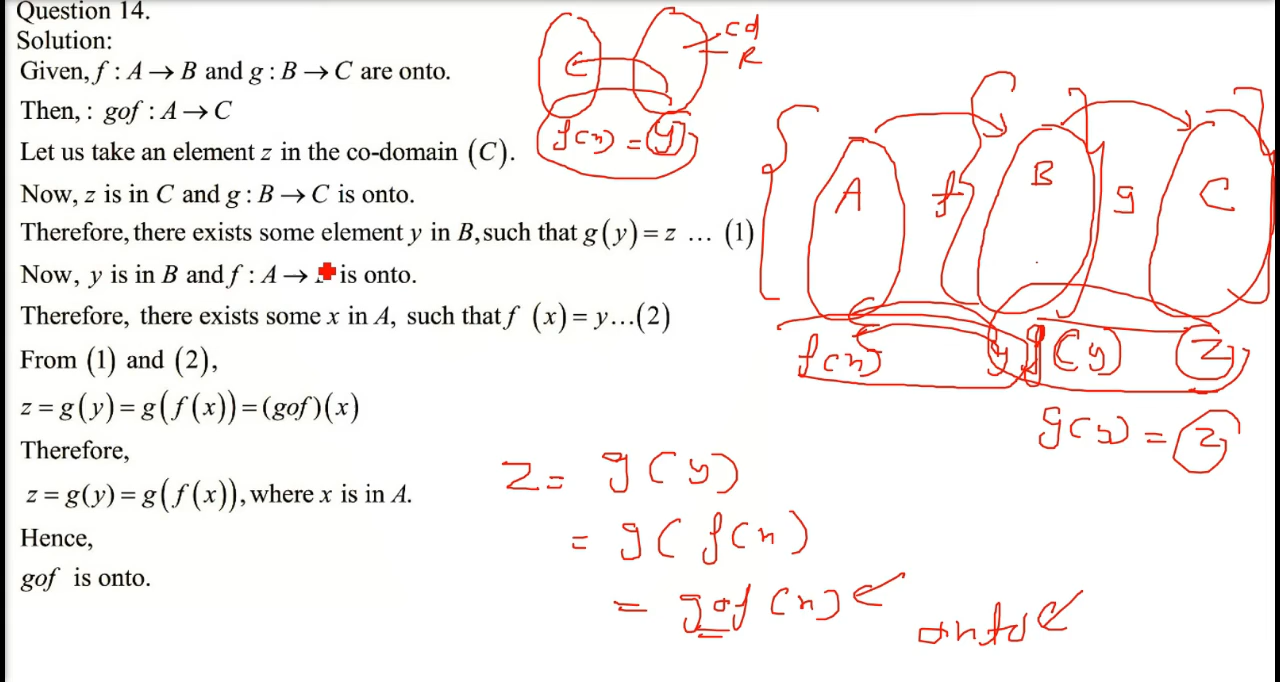 Question 14.
Solution:
Given, f : A → B and g : B → C are onto.
Then, : gof : A → C
Let us take an element z in the co-domain (C).
Now, z is in C and g : B → C is onto.
Therefore, there exists some element y in B, such that g(y) = z … (1)
Now, y is in B and f : A → is onto.
Therefore, there exists some x in A, such that f (x) = y…(2)
From (1) and (2),
z = g(y) = g(f(x)) = (gof)(x)
Therefore,
z = g(y) = g(f(x)), where x is in A.
Hence,
gof is onto.
cd
R
f(x) = (y)
A f B g C
f(x) y g(y) z
g(y) = z
z = g(y)
= g(f(x)
= gof(x)
onto